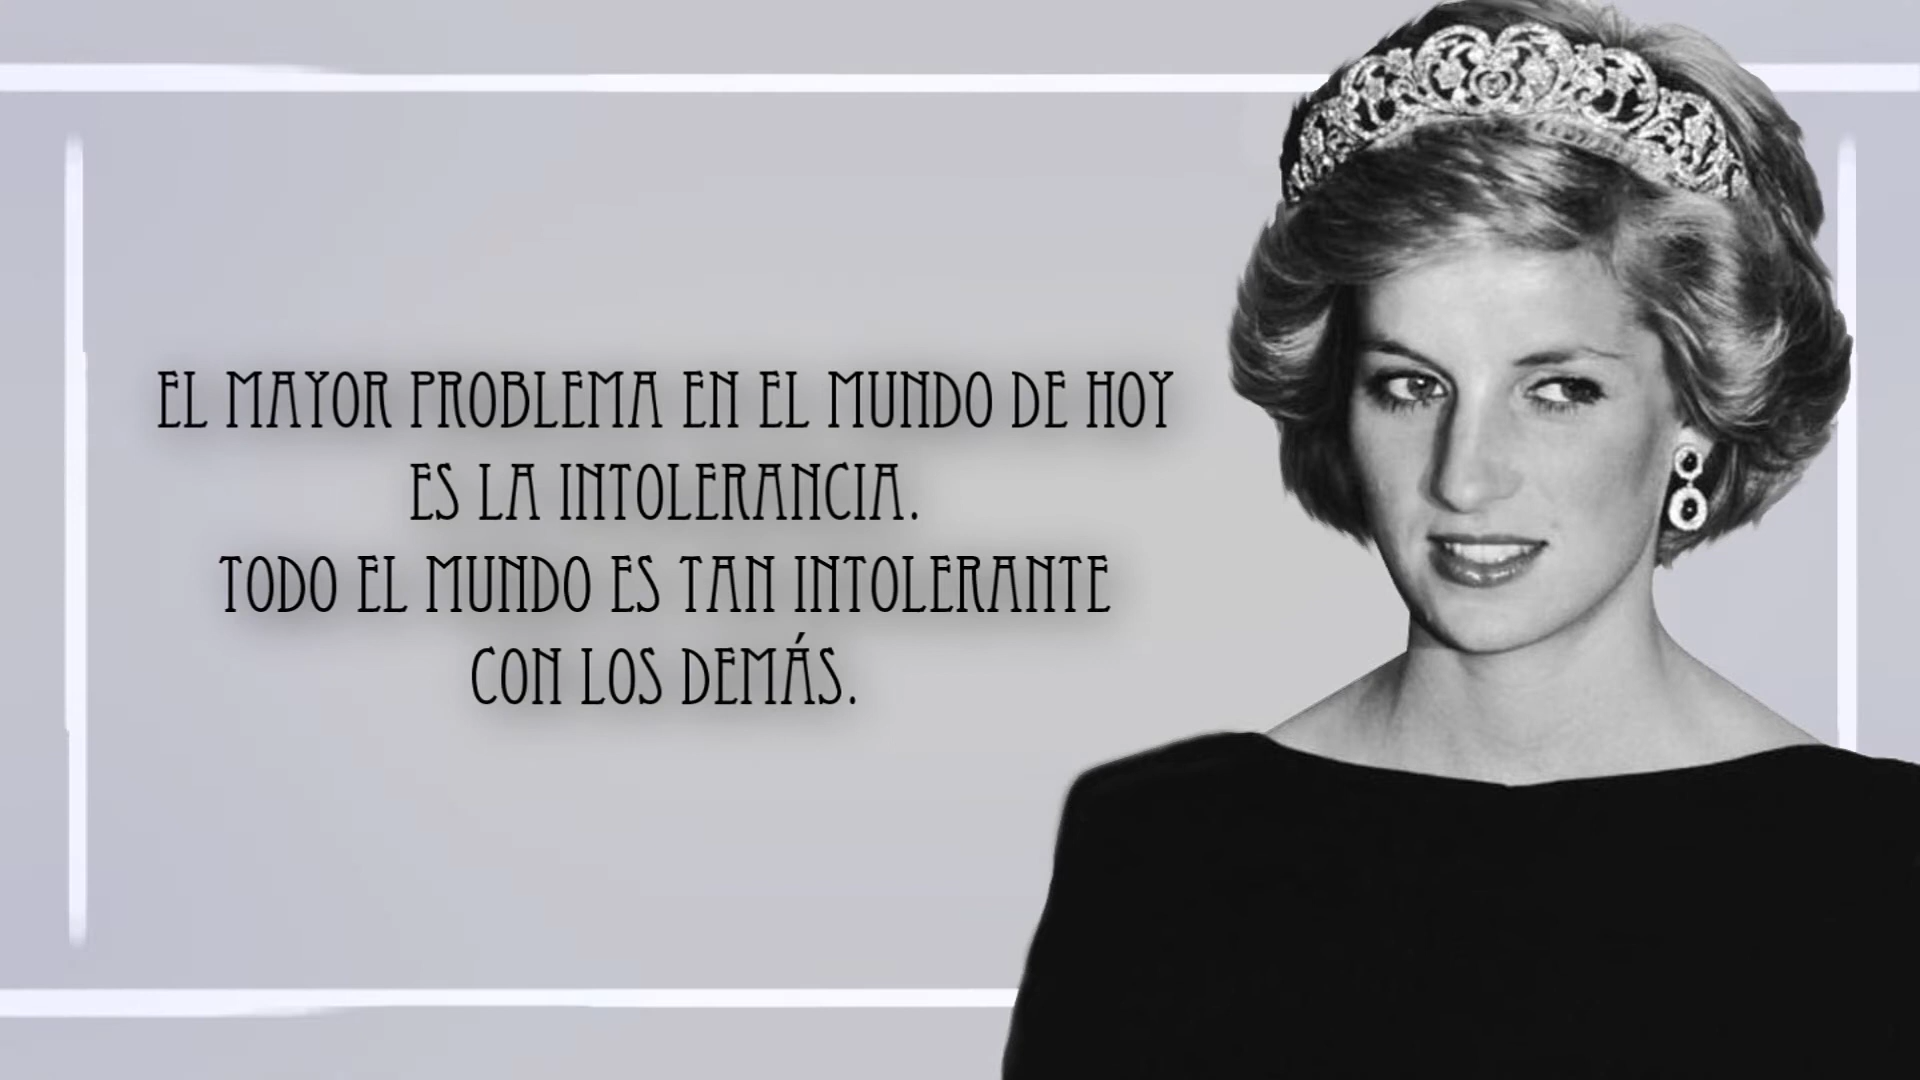 EL MAYOR PROBLEMA EN EL MUNDO DE HOY
ES LA INTOLERANCIA.
TODO EL MUNDO ES TAN INTOLERANTE
CON LOS DEMÁS.